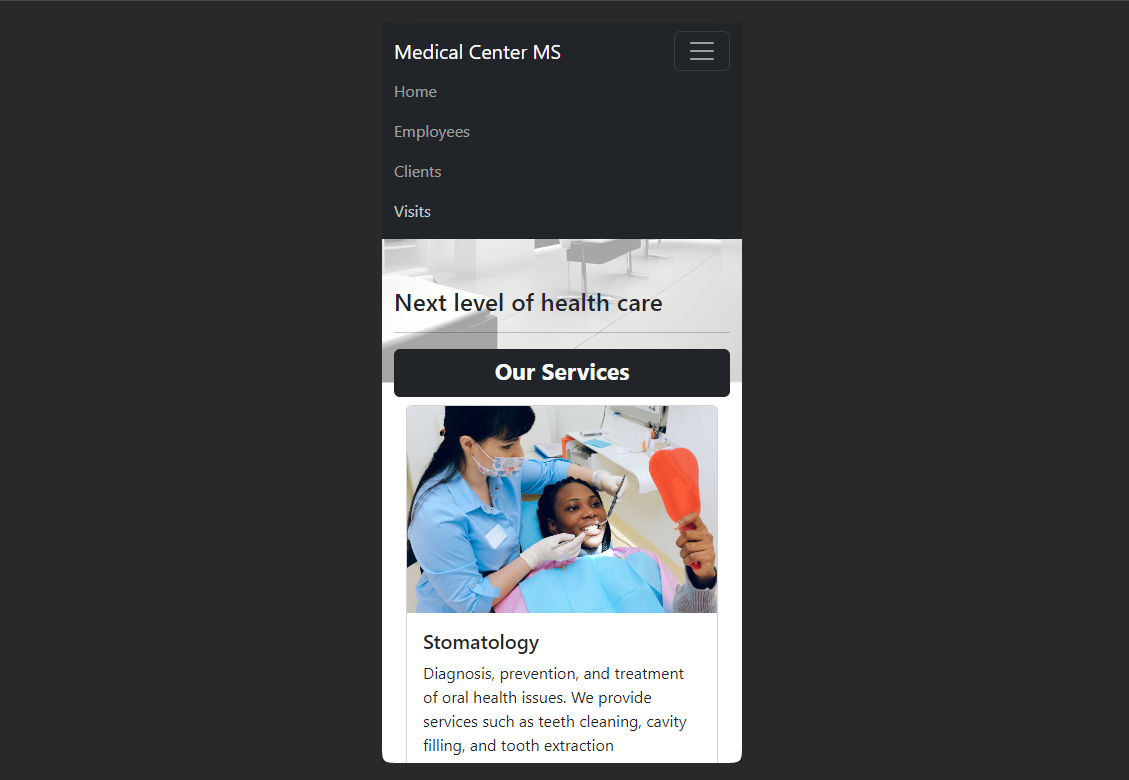 Medical Center MS
Home
Employees
Clients
Visits
Next level of health care
Our Services
Stomatology
Diagnosis, prevention, and treatment
of oral health issues. We provide
services such as teeth cleaning, cavity
filling, and tooth extraction